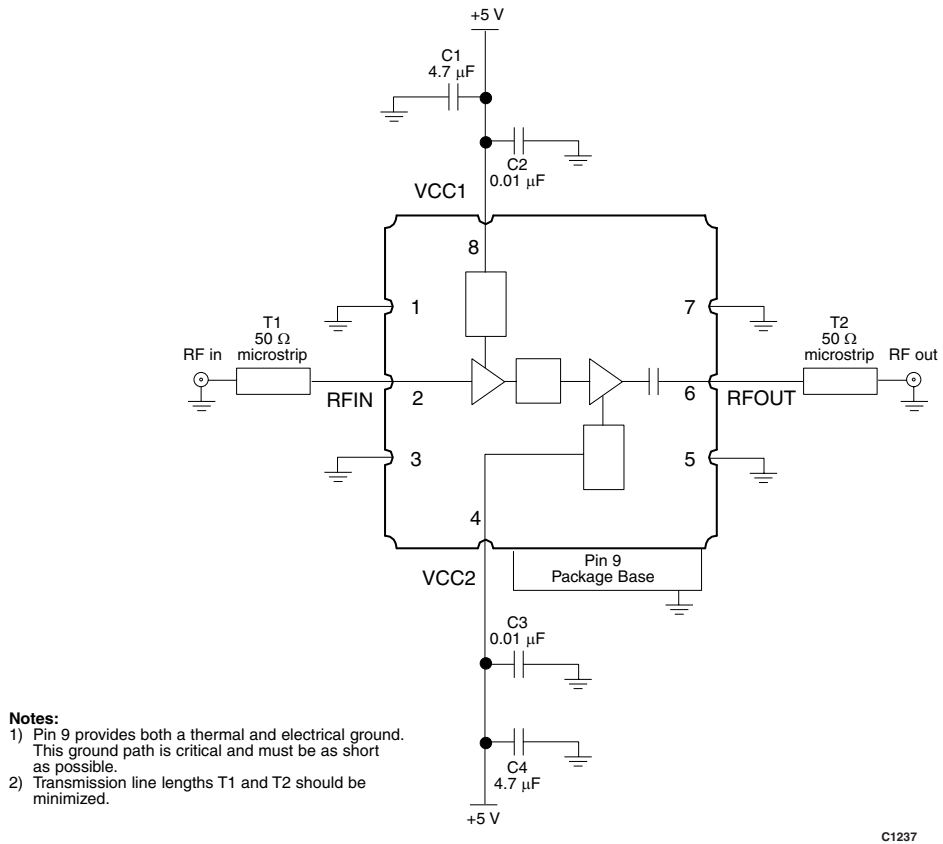 +5 V
C1
4.7 µF
C2
0.01 µF
VCC1
8
1
7
T1
50 Ω
microstrip
RF in
T2
50 Ω
microstrip
RF out
RFIN
2
6
RFOUT
3
5
4
VCC2
Pin 9
Package Base
C3
0.01 µF
C4
4.7 µF
+5 V
Notes:
1) Pin 9 provides both a thermal and electrical ground.
This ground path is critical and must be as short
as possible.
2) Transmission line lengths T1 and T2 should be
minimized.
C1237